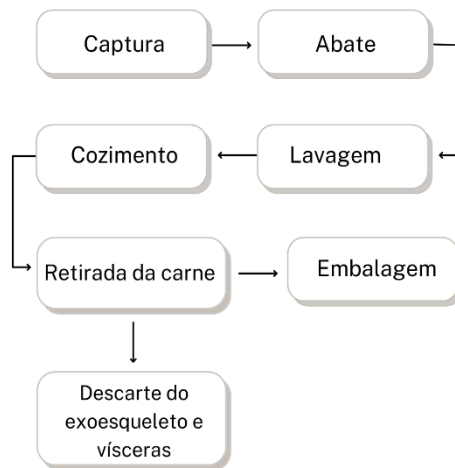 Captura
Abate
Lavagem
Cozimento
Retirada da carne
Embalagem
Descarte do
exoesqueleto e
vísceras